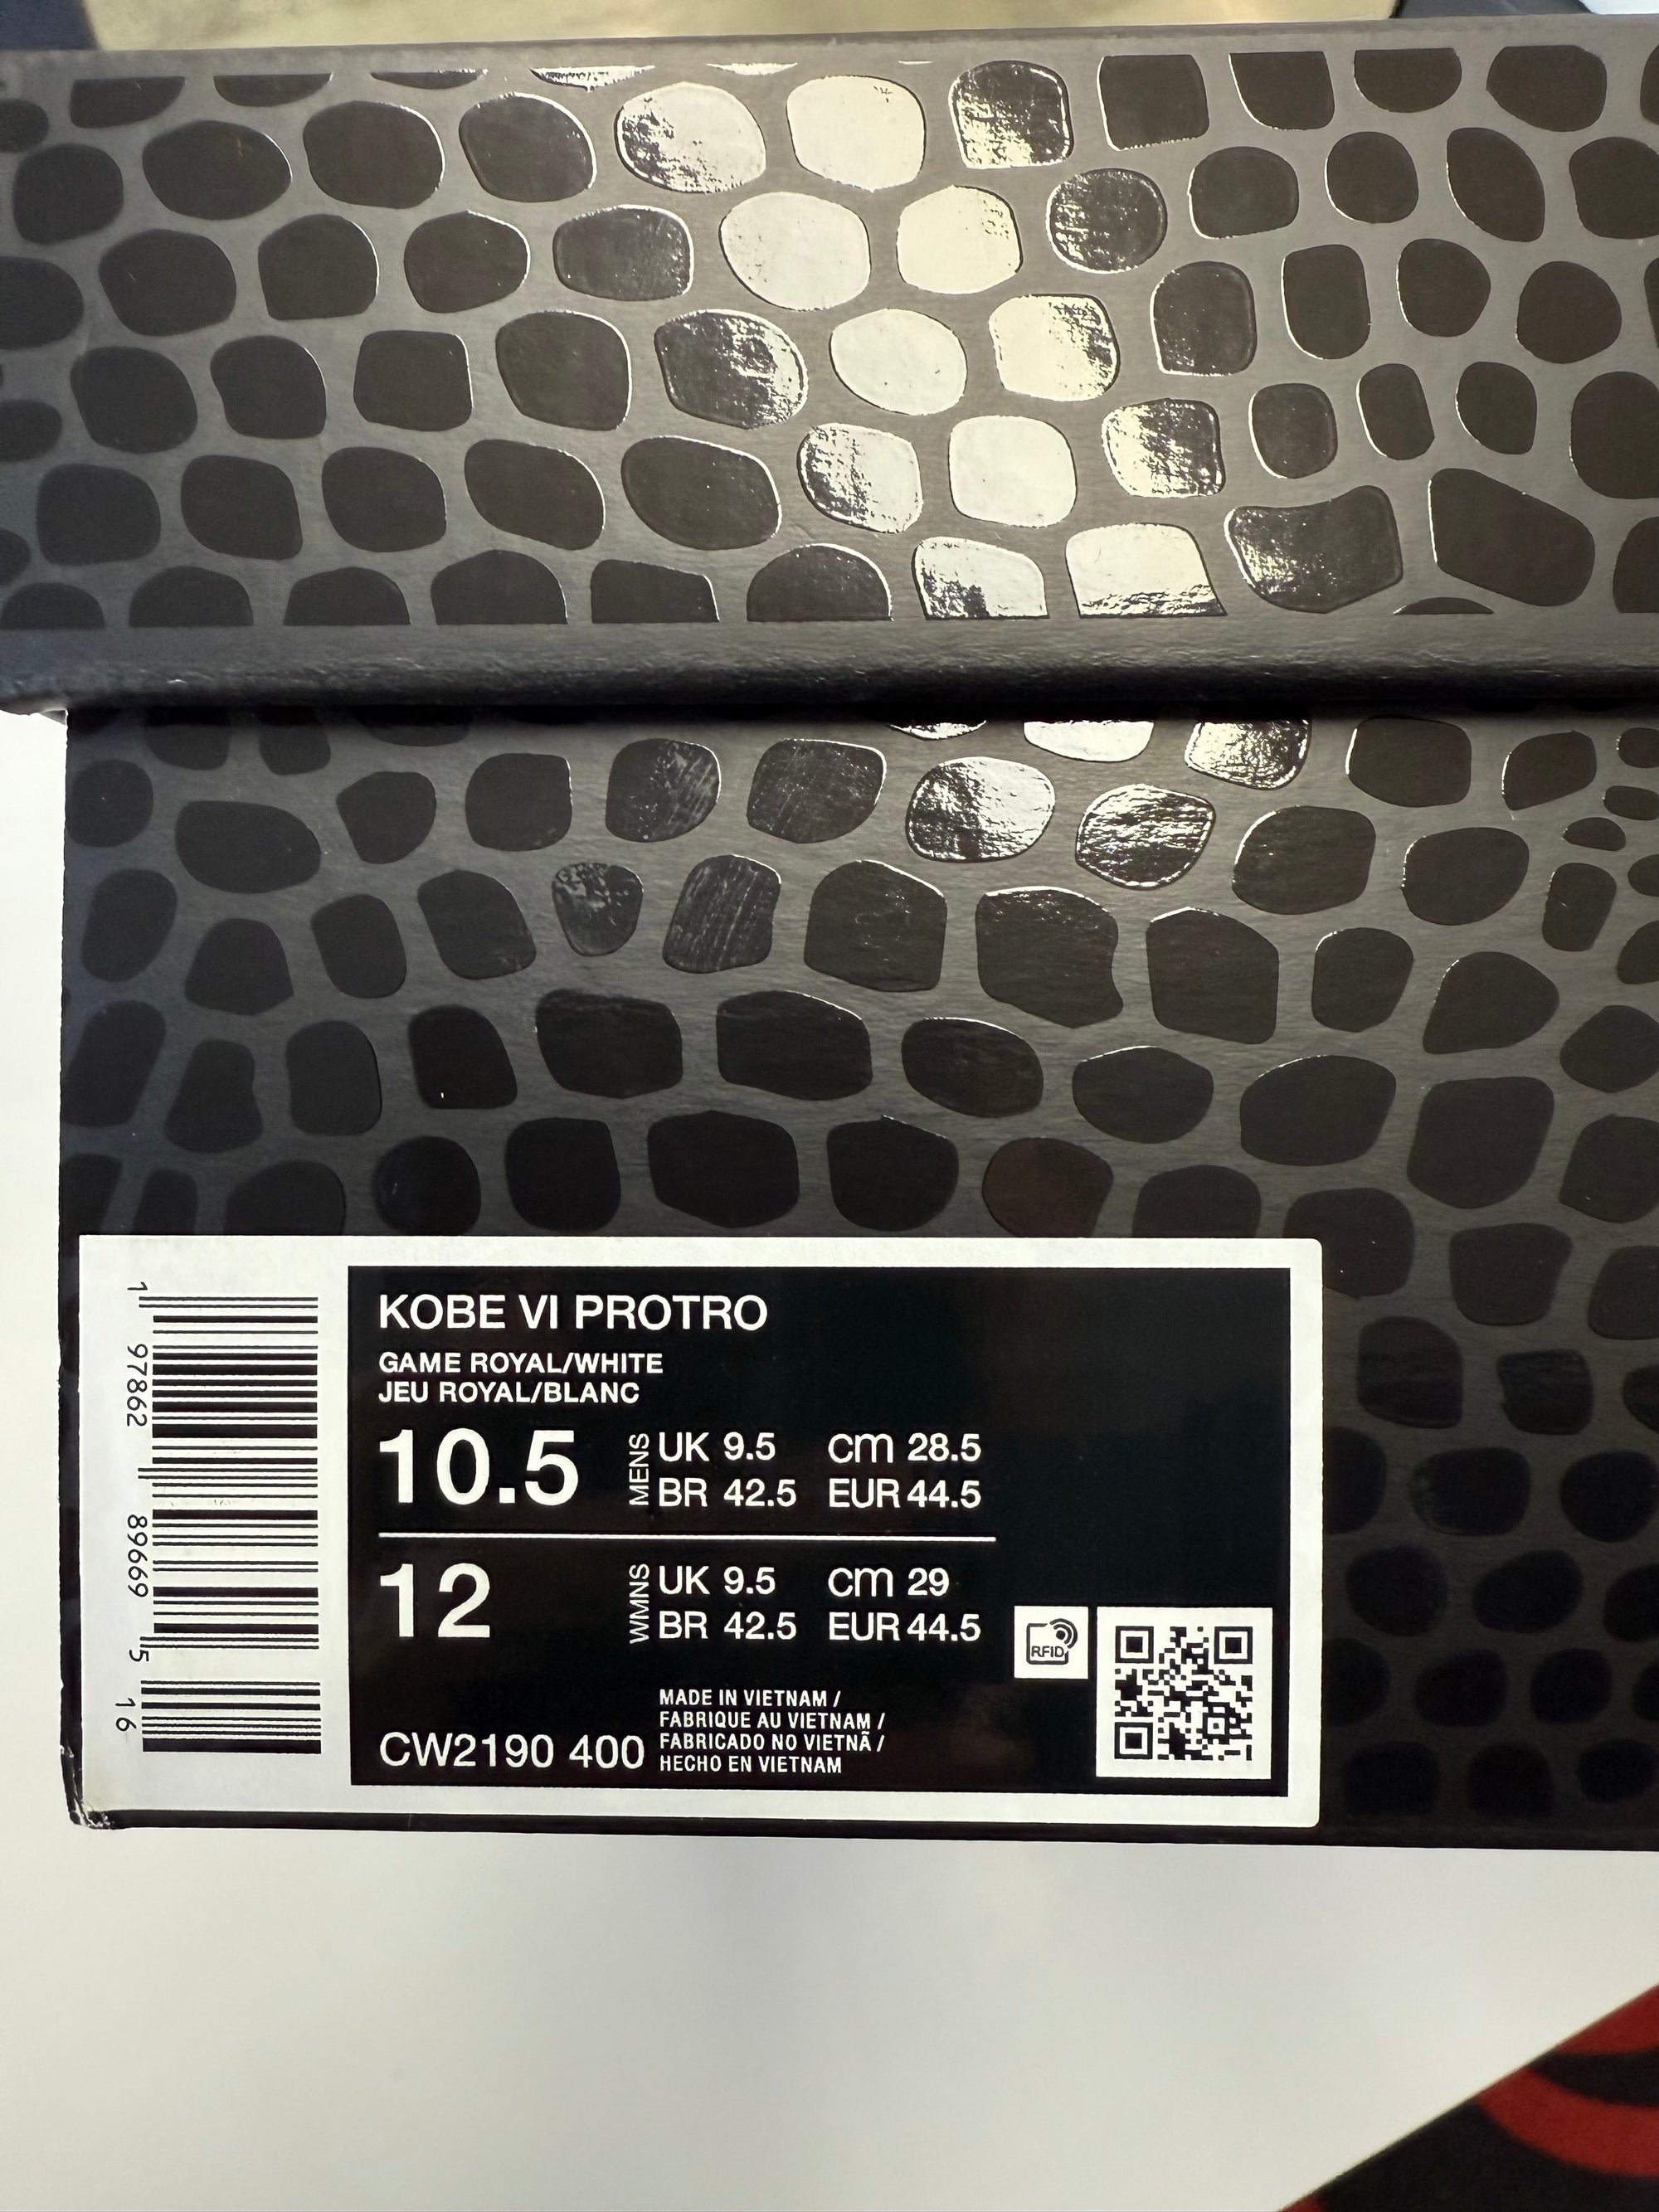 KOBE VI PROTRO
GAME ROYAL/WHITE
JEU ROYAL/BLANC
10.5 MENS UK 9.5 cm 28.5
BR 42.5 EUR 44.5
12 WMNS UK 9.5 cm 29
BR 42.5 EUR 44.5
RFID
CW2190 400
MADE IN VIETNAM /
FABRIQUE AU VIETNAM /
FABRICADO NO VIETNÃ /
HECHO EN VIETNAM
1 97862 89669 5 16